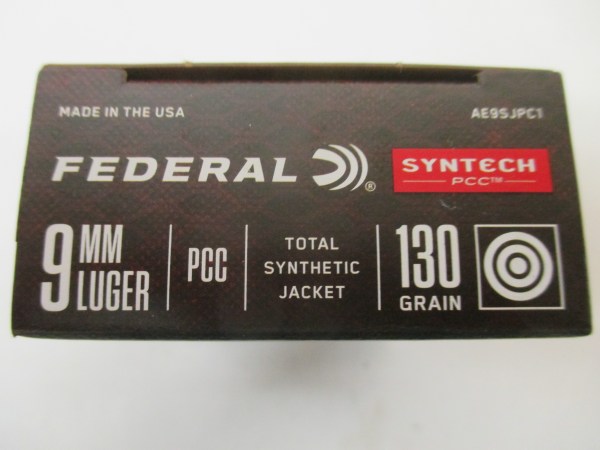 MADE IN THE USA
AE9SJPC1
FEDERAL ®
SYNTECH
PCC™
9 MM LUGER
PCC
TOTAL
SYNTHETIC
JACKET
130
GRAIN